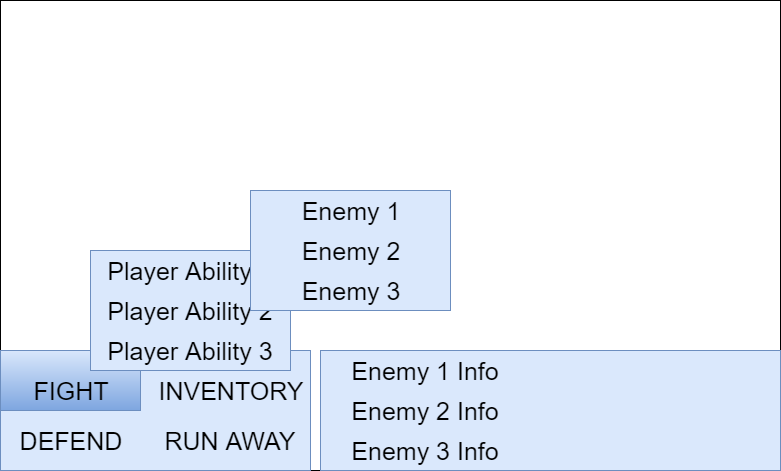 Enemy 1
Enemy 2
Enemy 3
Player Ability
Player Ability 2
Player Ability 3
FIGHT
INVENTORY
DEFEND
RUN AWAY
Enemy 1 Info
Enemy 2 Info
Enemy 3 Info